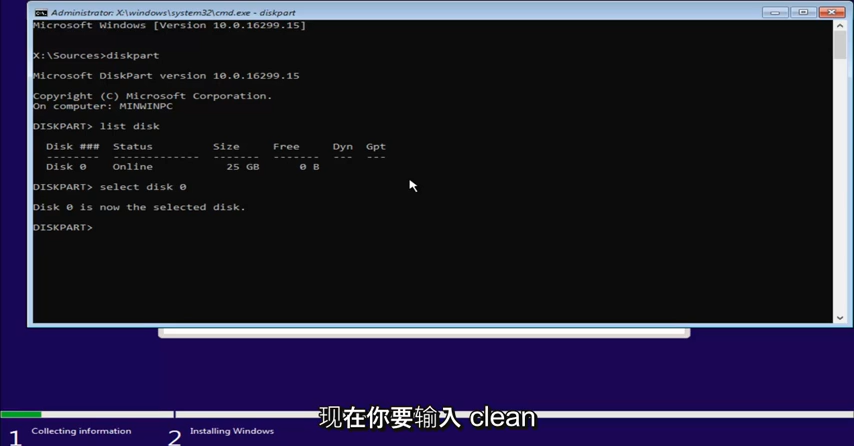 Administrator: X:\windows\system32\cmd.exe - diskpart
Microsoft Windows [Version 10.0.16299.15]
X:\Sources>diskpart
Microsoft DiskPart version 10.0.16299.15
Copyright (C) Microsoft Corporation.
On computer: MINWINPC
DISKPART> list disk
Disk ### Status Size Free Dyn Gpt
-------- ------------- ------- ------- --- ---
Disk 0 Online 25 GB 0 B
DISKPART> select disk 0
Disk 0 is now the selected disk.
DISKPART>
现在你要输入 clean
1 Collecting information 2 Installing Windows